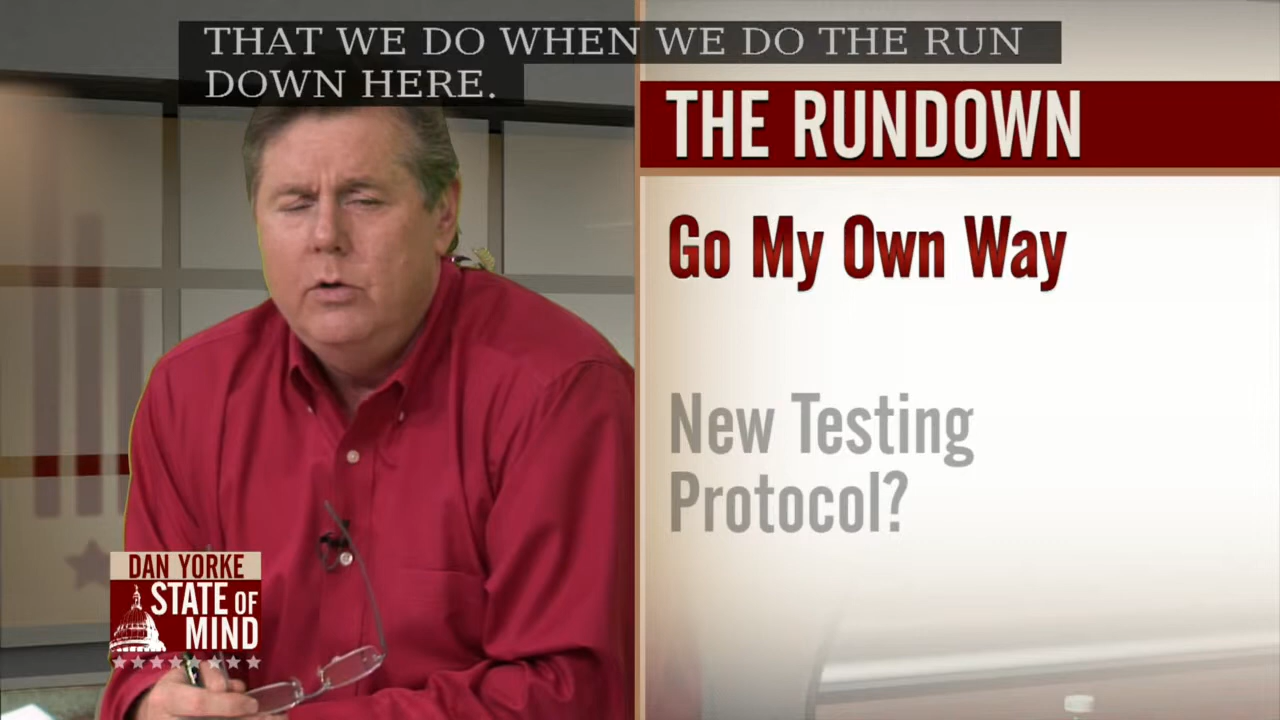 THAT WE DO WHEN WE DO THE RUN
DOWN HERE.
THE RUNDOWN
Go My Own Way
New Testing
Protocol?
DAN YORKE
STATE OF
MIND